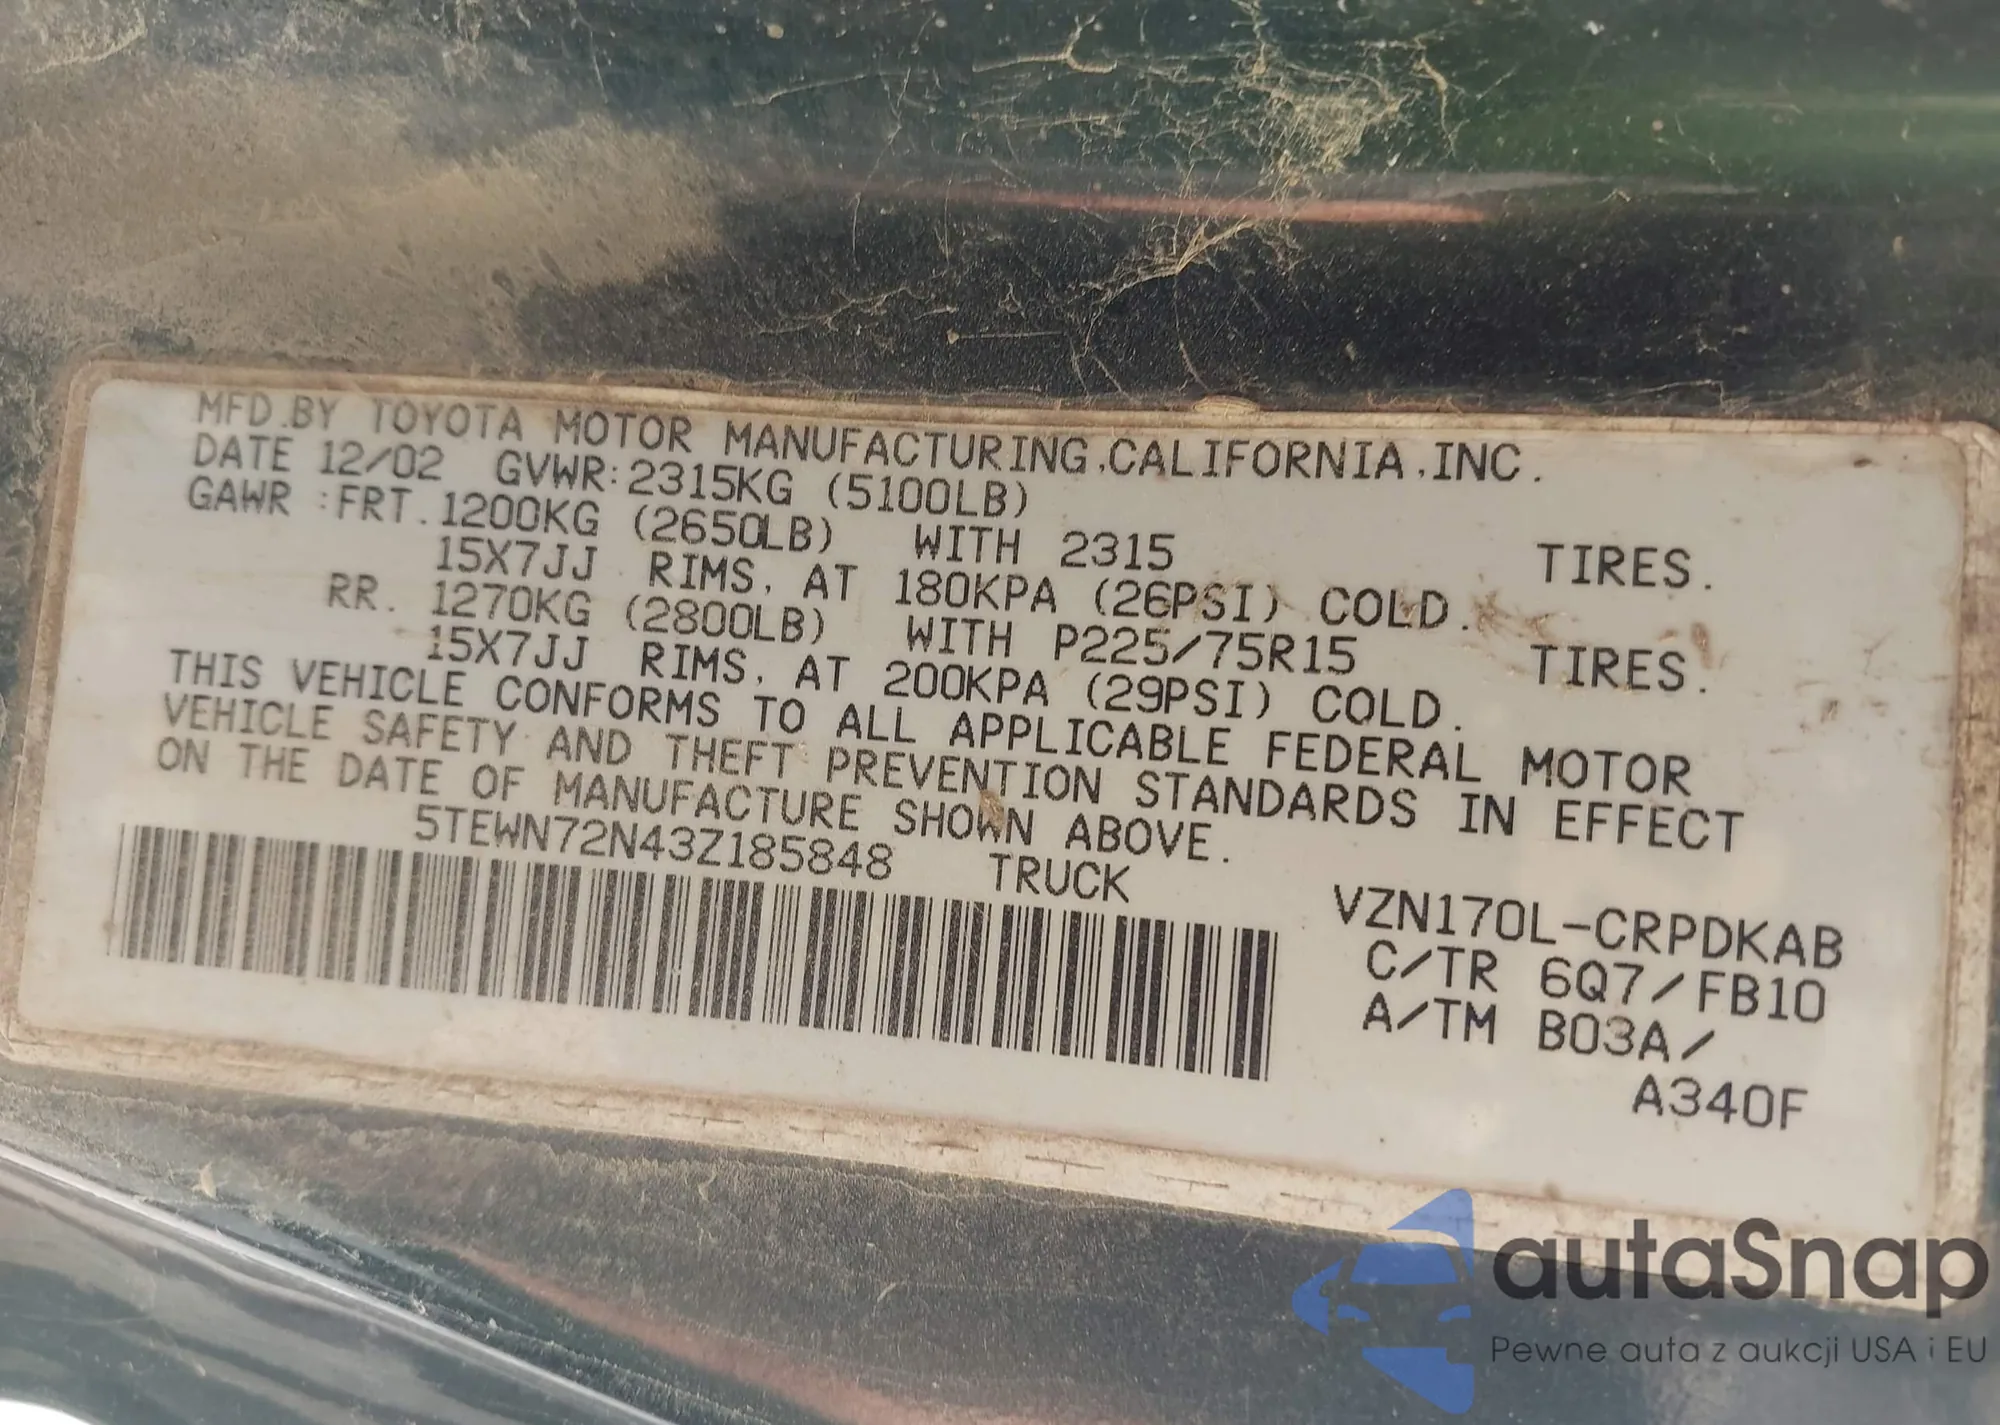 MFD.BY TOYOTA MOTOR MANUFACTURING,CALIFORNIA,INC.
DATE 12/02 GVWR:2315KG (5100LB)
GAWR :FRT.1200KG (2650LB) WITH 2315 TIRES.
15X7JJ RIMS, AT 180KPA (26PSI) COLD.
RR. 1270KG (2800LB) WITH P225/75R15 TIRES.
15X7JJ RIMS, AT 200KPA (29PSI) COLD.
THIS VEHICLE CONFORMS TO ALL APPLICABLE FEDERAL MOTOR
VEHICLE SAFETY AND THEFT PREVENTION STANDARDS IN EFFECT
ON THE DATE OF MANUFACTURE SHOWN ABOVE.
5TEWN72N43Z185848 TRUCK
VZN170L-CRPDKAB
C/TR 6Q7/FB10
A/TM B03A/
A340F
autaSnap
Pewne auta z aukcji USA i EU